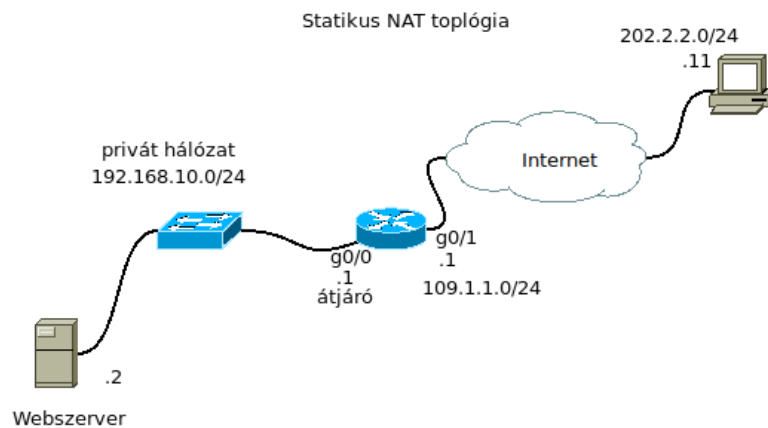 Statikus NAT toplógia
202.2.2.0/24
.11
privát hálózat
192.168.10.0/24
Internet
g0/0
.1
átjáró
g0/1
.1
109.1.1.0/24
.2
Webszerver